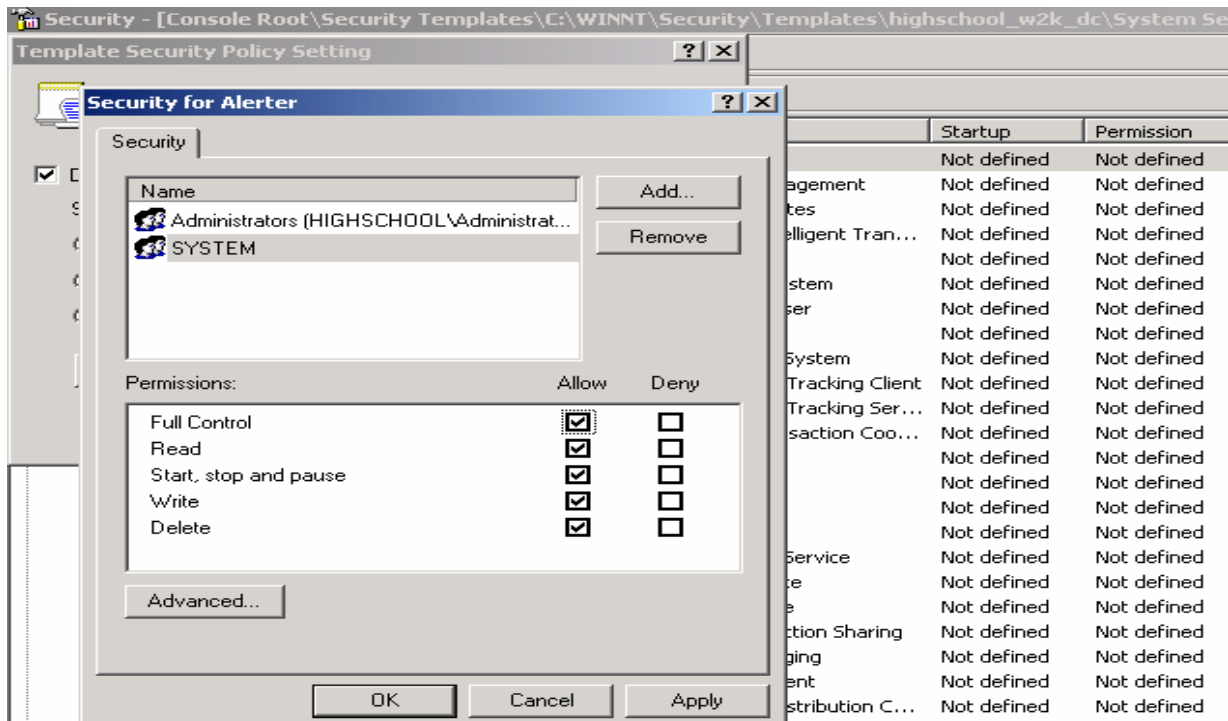 Security - [Console Root\Security Templates\C:\WINNT\Security\Templates\highschool_w2k_dc\System Se
Template Security Policy Setting
Security for Alerter
Security
Name
Administrators (HIGHSCHOOL\Administrat...
SYSTEM
Add...
Remove
Permissions: Allow Deny
Full Control
Read
Start, stop and pause
Write
Delete
Advanced...
OK Cancel Apply
Startup Permission
Not defined Not defined
agement Not defined Not defined
tes Not defined Not defined
elligent Tran... Not defined Not defined
Not defined Not defined
stem Not defined Not defined
ser Not defined Not defined
Not defined Not defined
System Not defined Not defined
Tracking Client Not defined Not defined
Tracking Ser... Not defined Not defined
saction Coo... Not defined Not defined
Not defined Not defined
Not defined Not defined
Not defined Not defined
Not defined Not defined
Service Not defined Not defined
ce Not defined Not defined
e Not defined Not defined
ction Sharing Not defined Not defined
ging Not defined Not defined
ent Not defined Not defined
stribution C... Not defined Not defined